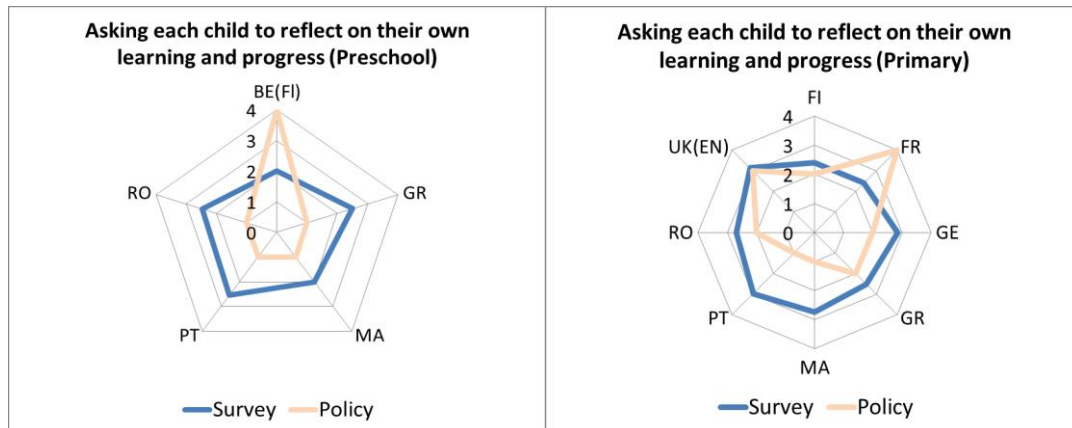 Asking each child to reflect on their own
learning and progress (Preschool)
BE(Fl)
4
3
2
1
0
RO
GR
PT
MA
Survey
Policy
Asking each child to reflect on their own
learning and progress (Primary)
FI
4
3
2
1
0
UK(EN)
FR
RO
GE
PT
GR
MA
Survey
Policy